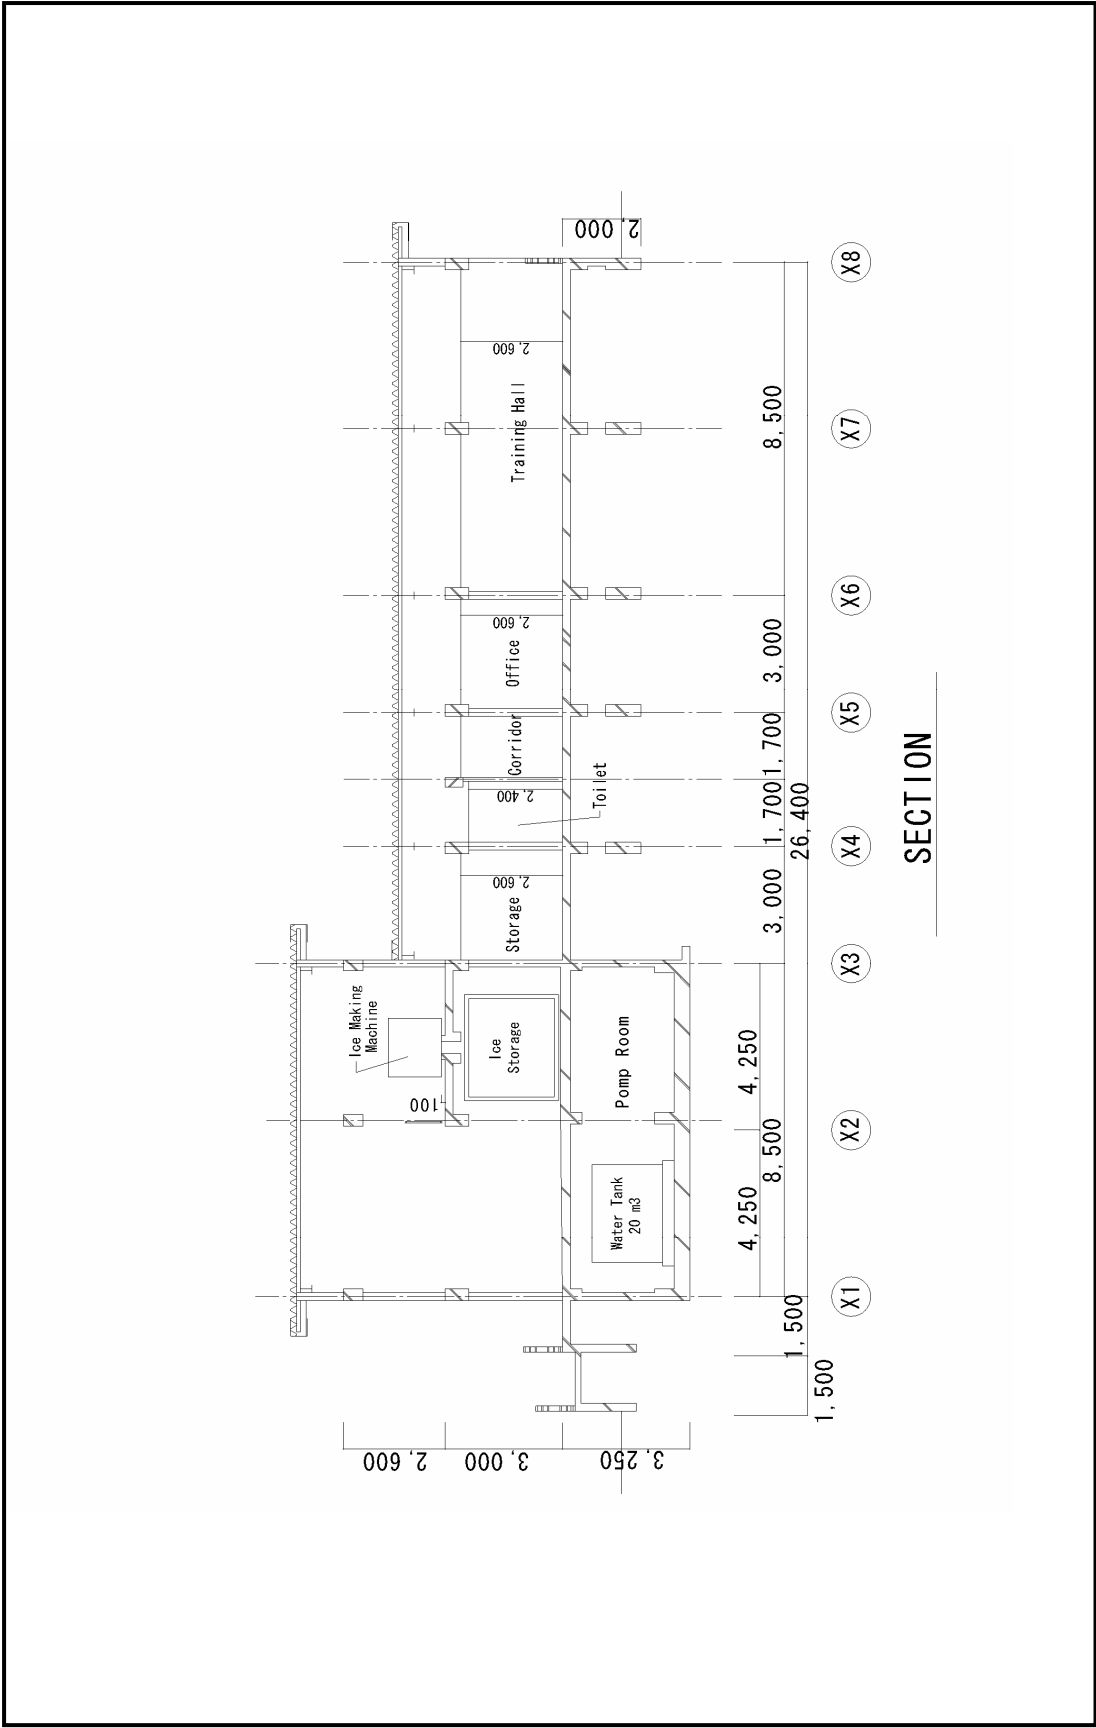 Ice Making
Machine
100
Ice
Storage
Storage
2,600
Toilet
2,400
Corridor
Office
2,600
Training Hall
2,600
2,000
2,600
3,000
3,250
Water Tank
20 m3
Pomp Room
4,250
4,250
8,500
3,000
1,700
1,700
3,000
8,500
1,500
26,400
1,500
X1
X2
X3
X4
X5
X6
X7
X8
SECTION